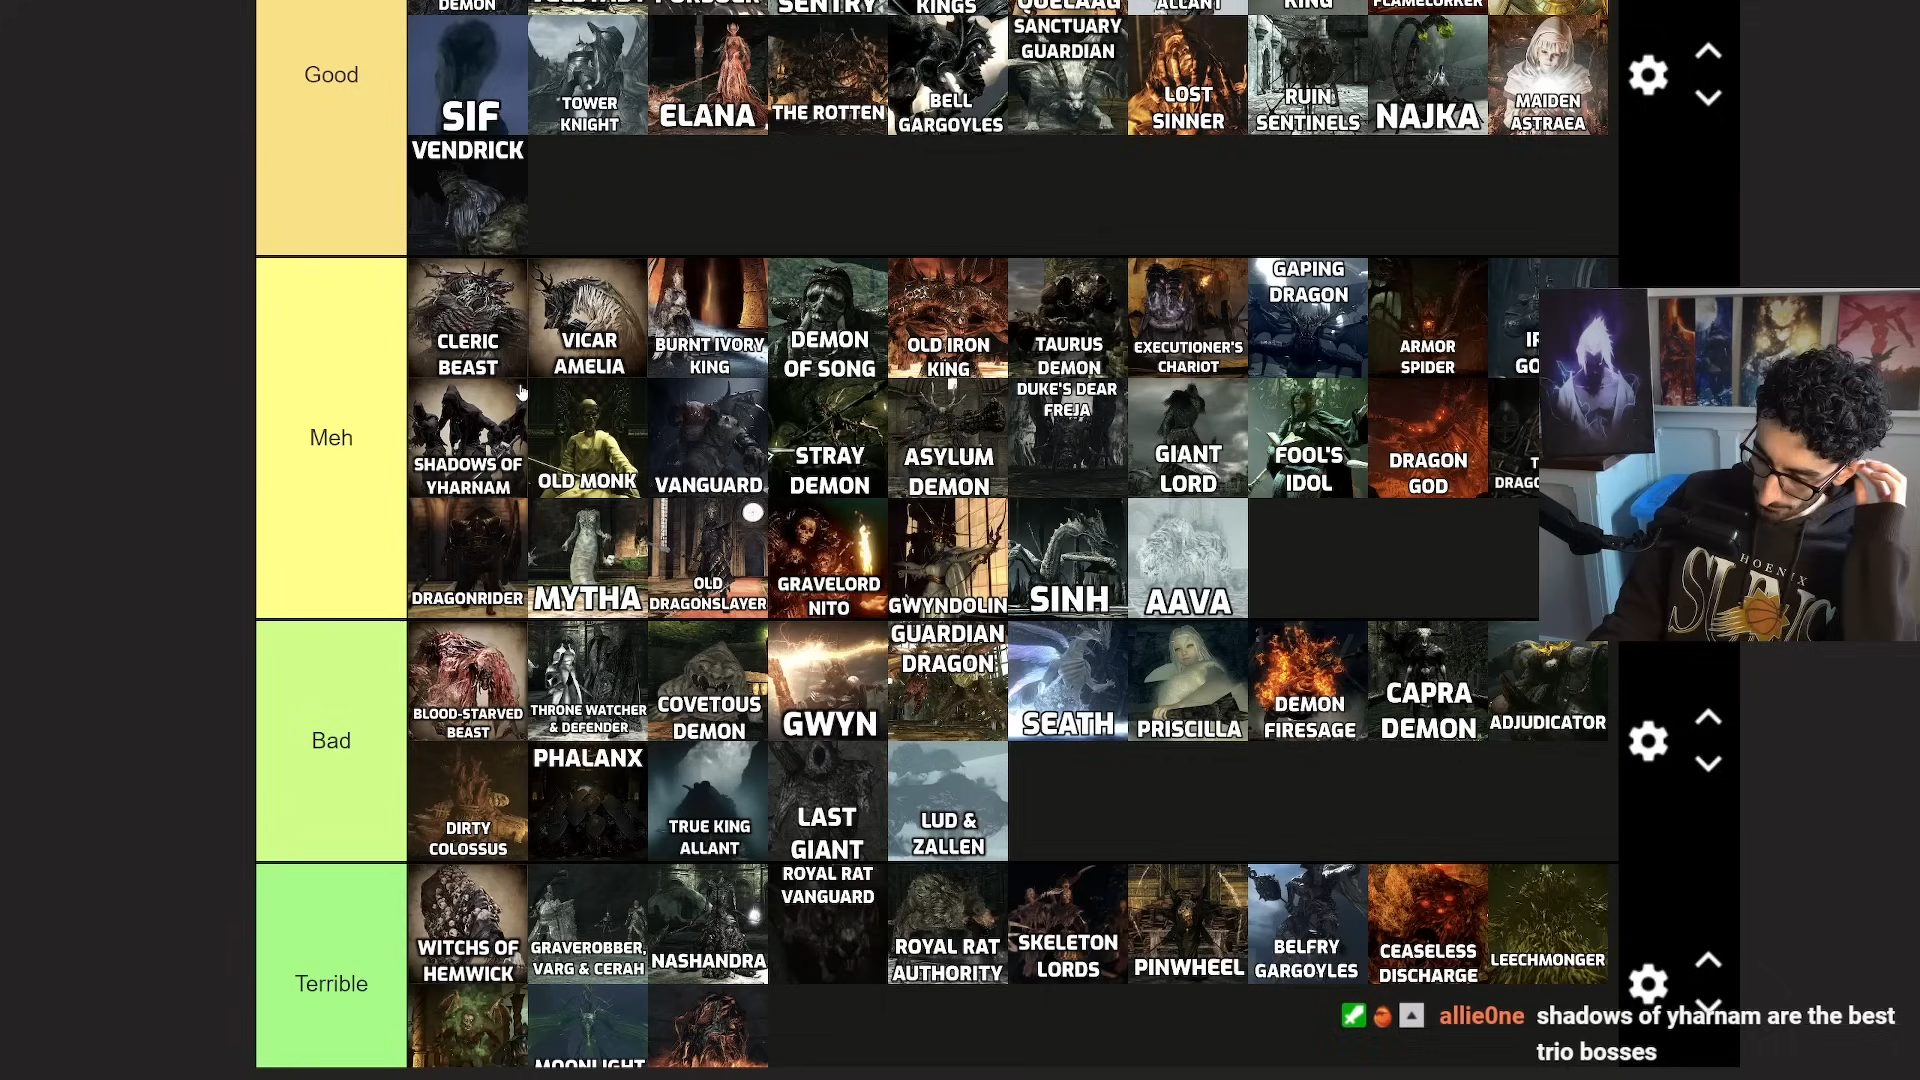 DEMON
KINGS
SENTRY
QUELAAG
ALLANT
KING
FLAMELURKER
Good
SIF
TOWER
KNIGHT
ELANA
THE ROTTEN
BELL
GARGOYLES
SANCTUARY
GUARDIAN
LOST
SINNER
RUIN
SENTINELS
NAJKA
MAIDEN
ASTRAEA
VENDRICK
Meh
CLERIC
BEAST
VICAR
AMELIA
BURNT IVORY
KING
DEMON
OF SONG
OLD IRON
KING
TAURUS
DEMON
EXECUTIONER'S
CHARIOT
GAPING
DRAGON
ARMOR
SPIDER
SHADOWS OF
YHARNAM
OLD MONK
VANGUARD
STRAY
DEMON
ASYLUM
DEMON
DUKE'S DEAR
FREJA
GIANT
LORD
FOOL'S
IDOL
DRAGON
GOD
DRAGONRIDER
MYTHA
OLD
DRAGONSLAYER
GRAVELORD
NITO
GWYNDOLIN
SINH
AAVA
HOENIX
Bad
BLOOD-STARVED
BEAST
THRONE WATCHER
& DEFENDER
COVETOUS
DEMON
GWYN
GUARDIAN
DRAGON
SEATH
PRISCILLA
DEMON
FIRESAGE
CAPRA
DEMON
ADJUDICATOR
DIRTY
COLOSSUS
PHALANX
TRUE KING
ALLANT
LAST
GIANT
LUD &
ZALLEN
Terrible
WITCHS OF
HEMWICK
GRAVEROBBER,
VARG & CERAH
NASHANDRA
ROYAL RAT
VANGUARD
ROYAL RAT
AUTHORITY
SKELETON
LORDS
PINWHEEL
BELFRY
GARGOYLES
CEASELESS
DISCHARGE
LEECHMONGER
MOONLIGHT
allie0ne shadows of yharnam are the best
trio bosses